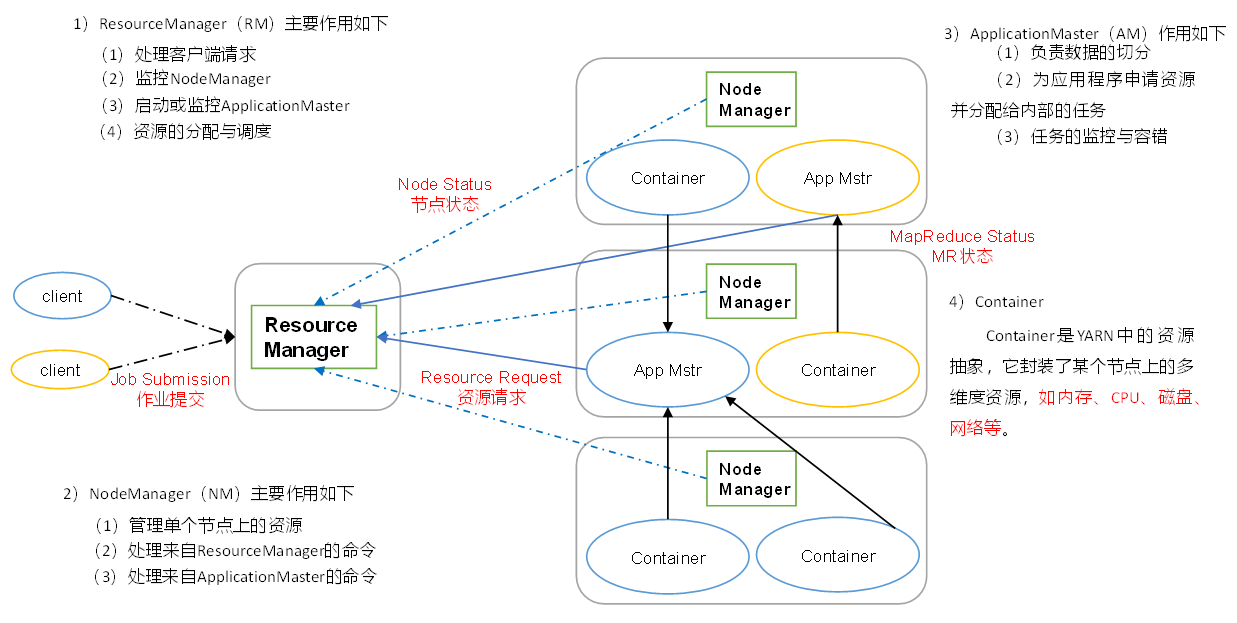 1）ResourceManager（RM）主要作用如下
（1）处理客户端请求
（2）监控NodeManager
（3）启动或监控ApplicationMaster
（4）资源的分配与调度
3）ApplicationMaster（AM）作用如下
（1）负责数据的切分
（2）为应用程序申请资源
并分配给内部的任务
（3）任务的监控与容错
Node
Manager
Container
App Mstr
Node Status
节点状态
MapReduce Status
MR状态
client
client
Job Submission
作业提交
Resource
Manager
Resource Request
资源请求
Node
Manager
App Mstr
Container
4）Container
Container是YARN中的资源
抽象，它封装了某个节点上的多
维度资源，如内存、CPU、磁盘、
网络等。
2）NodeManager（NM）主要作用如下
（1）管理单个节点上的资源
（2）处理来自ResourceManager的命令
（3）处理来自ApplicationMaster的命令
Node
Manager
Container
Container